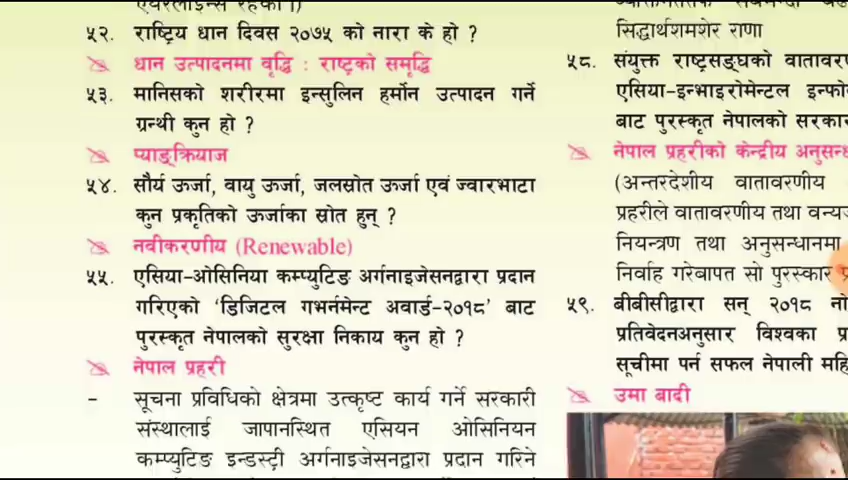 एयरलाइन्स रहेको।)
५२. राष्ट्रिय धान दिवस २०७५ को नारा के हो ?
धान उत्पादनमा वृद्धि : राष्ट्रको समृद्धि
५३. मानिसको शरीरमा इन्सुलिन हर्मोन उत्पादन गर्ने
ग्रन्थी कुन हो ?
प्याङ्क्रियाज
५४. सौर्य ऊर्जा, वायु ऊर्जा, जलस्रोत ऊर्जा एवं ज्वारभाटा
कुन प्रकृतिको ऊर्जाका स्रोत हुन् ?
नवीकरणीय (Renewable)
५५. एसिया-ओसिनिया कम्प्युटिङ अर्गनाइजेसनद्वारा प्रदान
गरिएको ‘डिजिटल गभर्नमेन्ट अवार्ड-२०१८’ बाट
पुरस्कृत नेपालको सुरक्षा निकाय कुन हो ?
नेपाल प्रहरी
– सूचना प्रविधिको क्षेत्रमा उत्कृष्ट कार्य गर्ने सरकारी
संस्थालाई जापानस्थित एसियन ओसिनियन
कम्प्युटिङ इन्डस्ट्री अर्गनाइजेसनद्वारा प्रदान गरिने
सिद्धार्थशमशेर राणा
५८. संयुक्त राष्ट्रसङ्घको वातावर
एसिया-इन्भाइरोमेन्टल इन्फो
बाट पुरस्कृत नेपालको सरकार
नेपाल प्रहरीको केन्द्रीय अनुसन्ध
(अन्तरदेशीय वातावरणीय
प्रहरीले वातावरणीय तथा वन्यज
नियन्त्रण तथा अनुसन्धानमा
निर्वाह गरेबापत सो पुरस्कार प्र
५९. बीबीसीद्वारा सन् २०१८ नो
प्रतिवेदनअनुसार विश्वका प्र
सूचीमा पर्न सफल नेपाली महि
उमा बादी